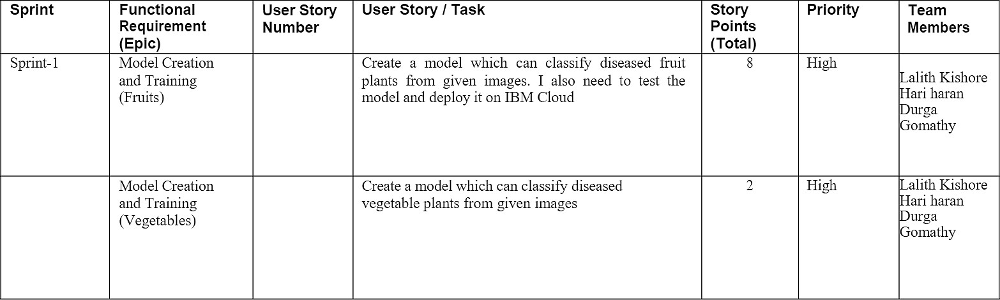 Sprint
Functional
Requirement
(Epic)
User Story
Number
User Story / Task
Story
Points
(Total)
Priority
Team
Members
Sprint-1
Model Creation
and Training
(Fruits)
Create a model which can classify diseased fruit
plants from given images. I also need to test the
model and deploy it on IBM Cloud
8
High
Lalith Kishore
Hari haran
Durga
Gomathy
Model Creation
and Training
(Vegetables)
Create a model which can classify diseased
vegetable plants from given images
2
High
Lalith Kishore
Hari haran
Durga
Gomathy